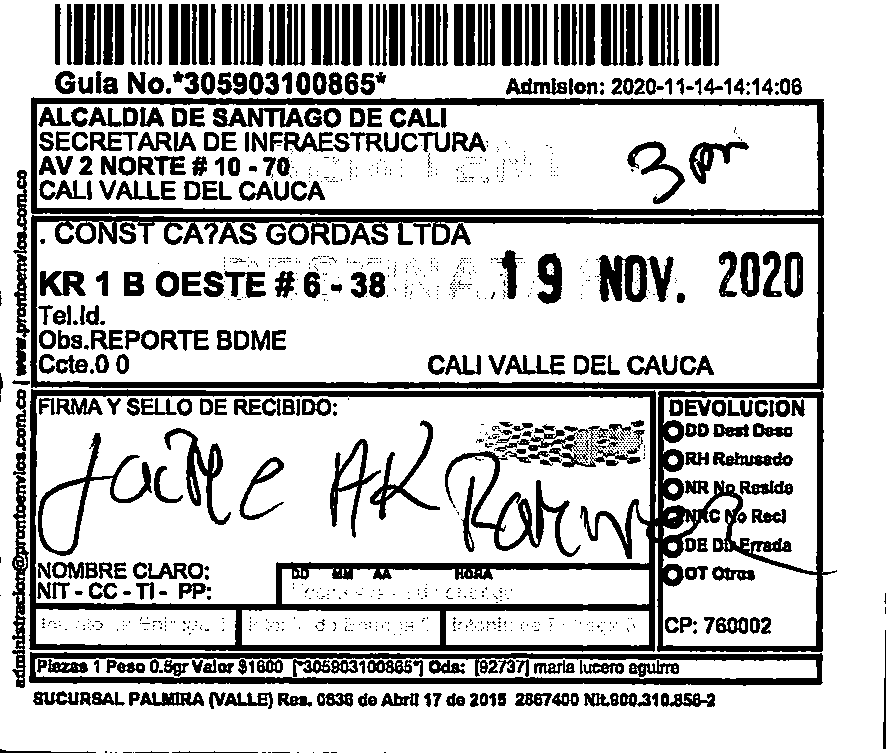 Guia No.*305903100865*
Admision: 2020-11-14-14:14:06
ALCALDIA DE SANTIAGO DE CALI
SECRETARIA DE INFRAESTRUCTURA
AV 2 NORTE # 10 - 70
CALI VALLE DEL CAUCA
. CONST CA?AS GORDAS LTDA
KR 1 B OESTE # 6 - 38
19 NOV. 2020
Tel.Id.
Obs.REPORTE BDME
Ccte.0 0
CALI VALLE DEL CAUCA
FIRMA Y SELLO DE RECIBIDO:
NOMBRE CLARO:
NIT - CC - TI - PP:
DD MM AA HORA
DEVOLUCION
DD Dest Desc
RH Rehusado
NR No Reside
NRC No Recl
DE Dir Errada
OT Otros
CP: 760002
Piezas 1 Peso 0.5gr Valor $1600 [*305903100865*] Ods: [92737] maria lucero aguirre
SUCURSAL PALMIRA (VALLE) Res. 0636 de Abril 17 de 2015 2867400 Nit.900.310.856-2
administracion@prontoenvios.com.co | www.prontoenvios.com.co